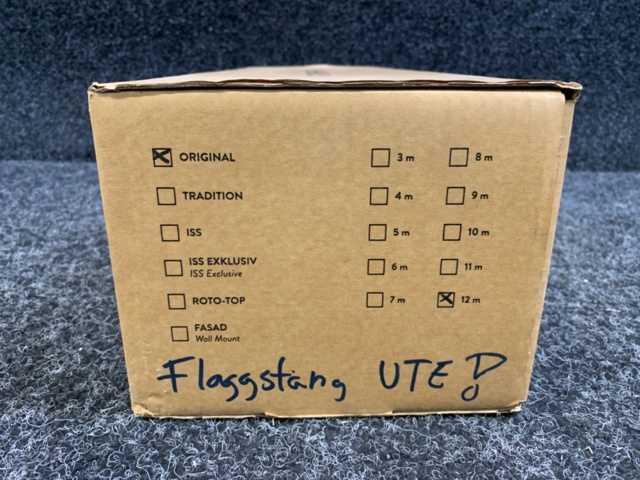 ORIGINAL
TRADITION
ISS
ISS EXKLUSIV
ISS Exclusive
ROTO-TOP
FASAD
Wall Mount
3 m
4 m
5 m
6 m
7 m
8 m
9 m
10 m
11 m
12 m
Flaggstång UTE!